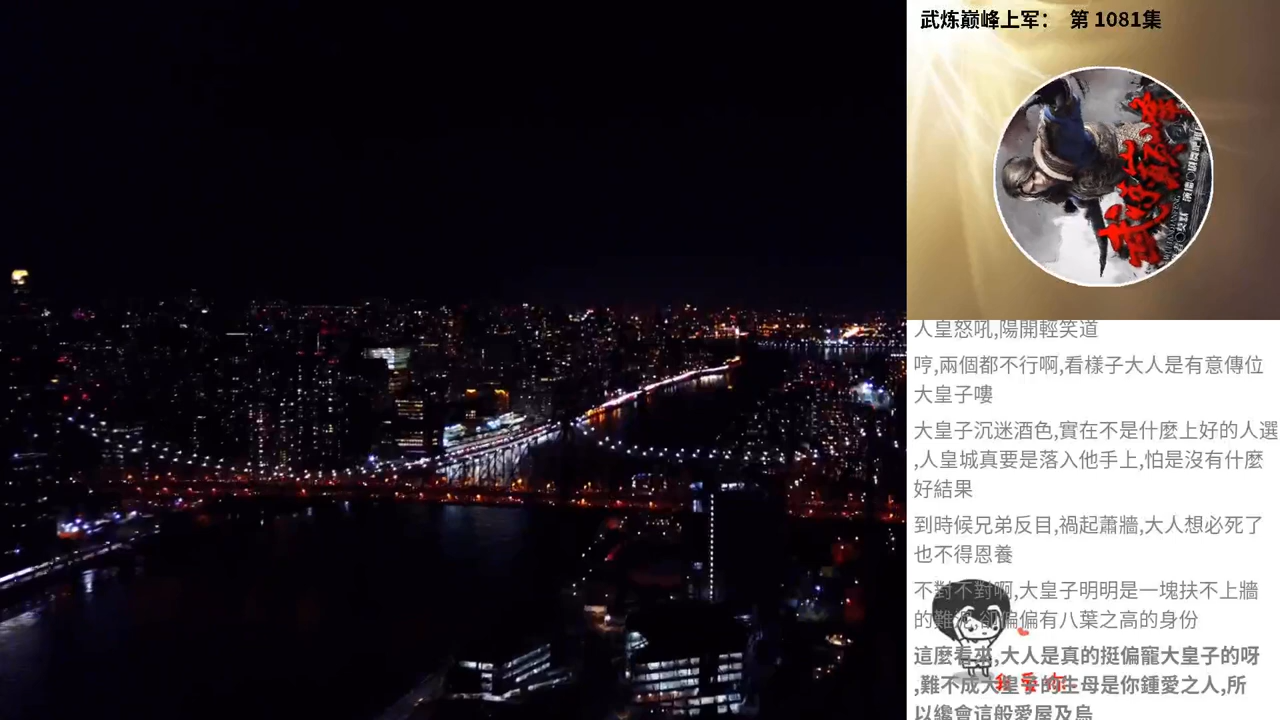 武炼巅峰上军： 第 1081集
人皇怒吼,陽開輕笑道
哼,兩個都不行啊,看樣子大人是有意傳位
大皇子嘍
大皇子沉迷酒色,實在不是什麼上好的人選
,人皇城真要是落入他手上,怕是沒有什麼
好結果
到時候兄弟反目,禍起蕭牆,大人想必死了
也不得恩養
不對不對啊,大皇子明明是一塊扶不上牆
的難泥,卻偏偏有八葉之高的身份
這麼看來,大人是真的挺偏寵大皇子的呀
,難不成大皇子的生母是你鍾愛之人,所
以纔會這般愛屋及烏